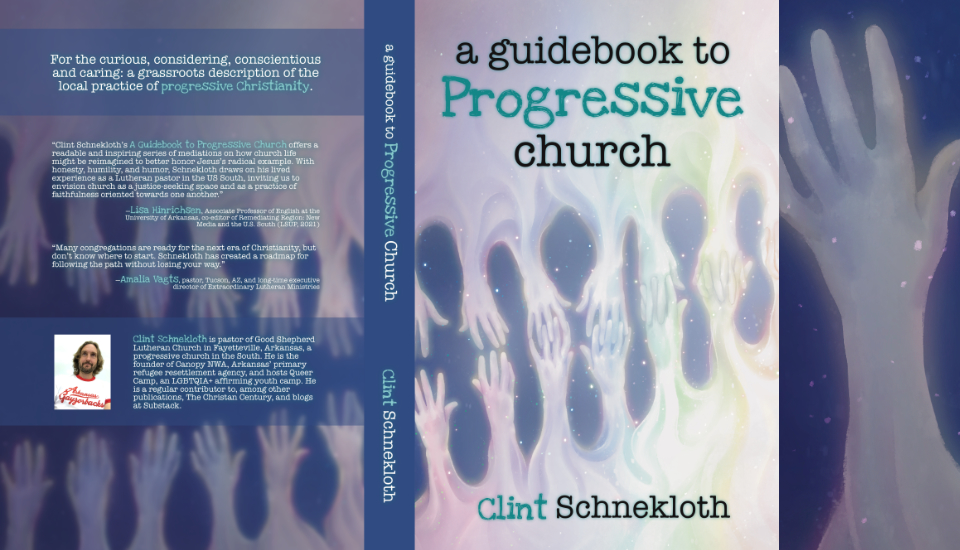 For the curious, considering, conscientious
and caring: a grassroots description of the
local practice of progressive Christianity.
“Clint Schnekloth’s A Guidebook to Progressive Church offers a
readable and inspiring series of mediations on how church life
might be reimagined to better honor Jesus’s radical example. With
honesty, humility, and humor, Schnekloth draws on his lived
experience as a Lutheran pastor in the US South, inviting us to
envision church as a justice-seeking space and as a practice of
faithfulness oriented towards one another.”
—Lisa Hinrichsen, Associate Professor of English at the
University of Arkansas, co-editor of Remediating Region: New
Media and the U.S. South (LSUP, 2021)
“Many congregations are ready for the next era of Christianity, but
don’t know where to start. Schnekloth has created a roadmap for
following the path without losing your way.”
—Amalia Vagts, pastor, Tucson, AZ, and long-time executive
director of Extraordinary Lutheran Ministries
Clint Schnekloth is pastor of Good Shepherd
Lutheran Church in Fayetteville, Arkansas, a
progressive church in the South. He is the
founder of Canopy NWA, Arkansas’ primary
refugee resettlement agency, and hosts Queer
Camp, an LGBTQIA+ affirming youth camp. He
is a regular contributor to, among other
publications, The Christan Century, and blogs
at Substack.
Arkansas
Gayzorbacks
a guidebook to Progressive Church
Clint Schnekloth
a guidebook to
Progressive
church
Clint Schnekloth